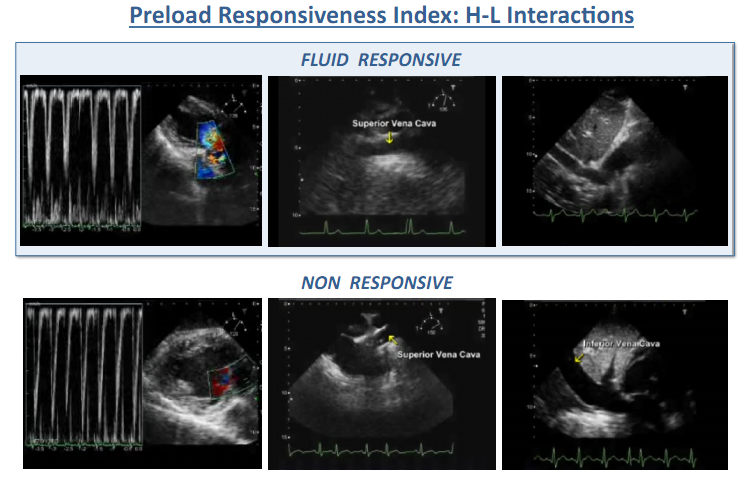 Preload Responsiveness Index: H-L Interactions
FLUID RESPONSIVE
Superior Vena Cava
NON RESPONSIVE
Superior Vena Cava
Inferior Vena Cava